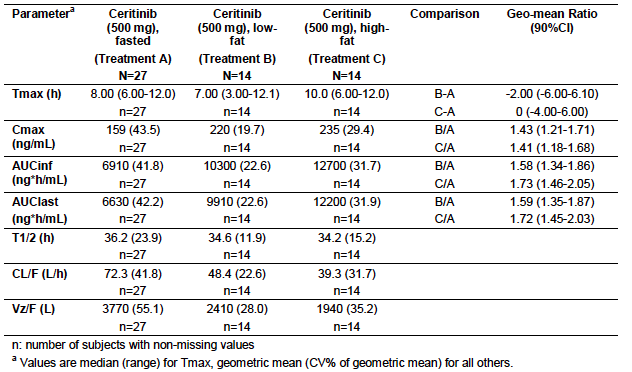 Parameterᵃ Ceritinib (500 mg), fasted (Treatment A) N=27 Ceritinib (500 mg), low-fat (Treatment B) N=14 Ceritinib (500 mg), high-fat (Treatment C) N=14 Comparison Geo-mean Ratio (90%CI)
Tmax (h) 8.00 (6.00-12.0) 7.00 (3.00-12.1) 10.0 (6.00-12.0) B-A -2.00 (-6.00-6.10)
n=27 n=14 n=14 C-A 0 (-4.00-6.00)
Cmax 159 (43.5) 220 (19.7) 235 (29.4) B/A 1.43 (1.21-1.71)
(ng/mL) n=27 n=14 n=14 C/A 1.41 (1.18-1.68)
AUCinf 6910 (41.8) 10300 (22.6) 12700 (31.7) B/A 1.58 (1.34-1.86)
(ng*h/mL) n=27 n=14 n=14 C/A 1.73 (1.46-2.05)
AUClast 6630 (42.2) 9910 (22.6) 12200 (31.9) B/A 1.59 (1.35-1.87)
(ng*h/mL) n=27 n=14 n=14 C/A 1.72 (1.45-2.03)
T1/2 (h) 36.2 (23.9) 34.6 (11.9) 34.2 (15.2)
n=27 n=14 n=14
CL/F (L/h) 72.3 (41.8) 48.4 (22.6) 39.3 (31.7)
n=27 n=14 n=14
Vz/F (L) 3770 (55.1) 2410 (28.0) 1940 (35.2)
n=27 n=14 n=14
n: number of subjects with non-missing values
ᵃ Values are median (range) for Tmax, geometric mean (CV% of geometric mean) for all others.